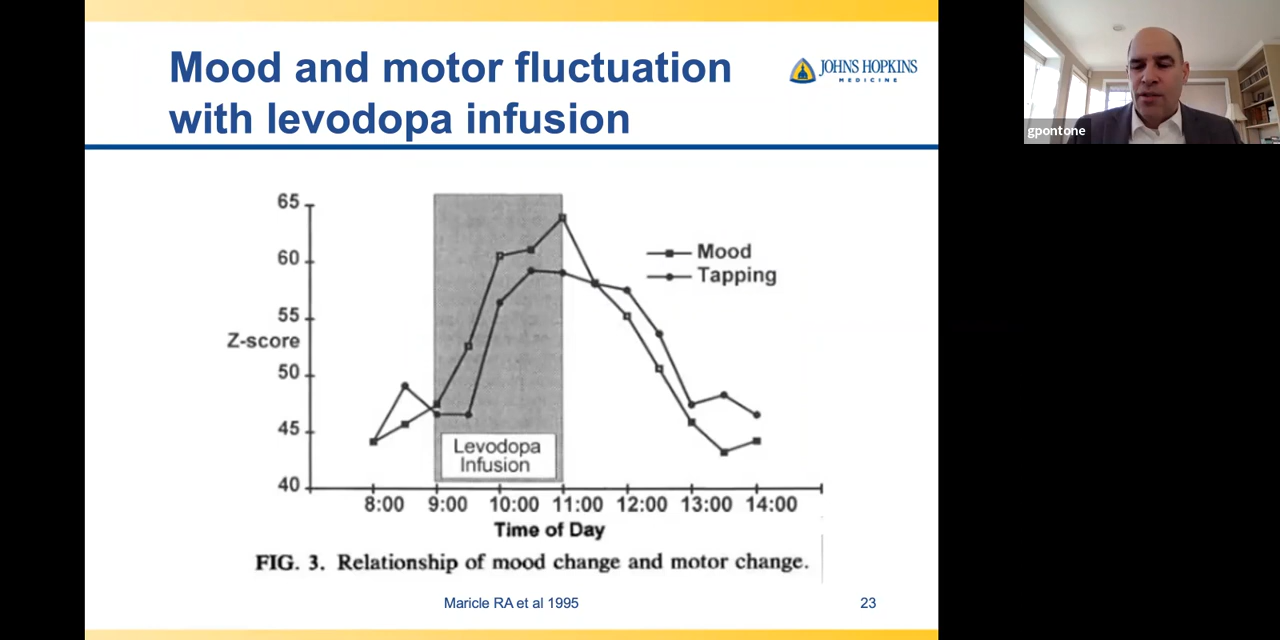 Mood and motor fluctuation
with levodopa infusion
JOHNS HOPKINS
MEDICINE
gpontone
65
60
55
Z-score
50
45
40
Mood
Tapping
Levodopa
Infusion
8:00 9:00 10:00 11:00 12:00 13:00 14:00
Time of Day
FIG. 3. Relationship of mood change and motor change.
Maricle RA et al 1995
23